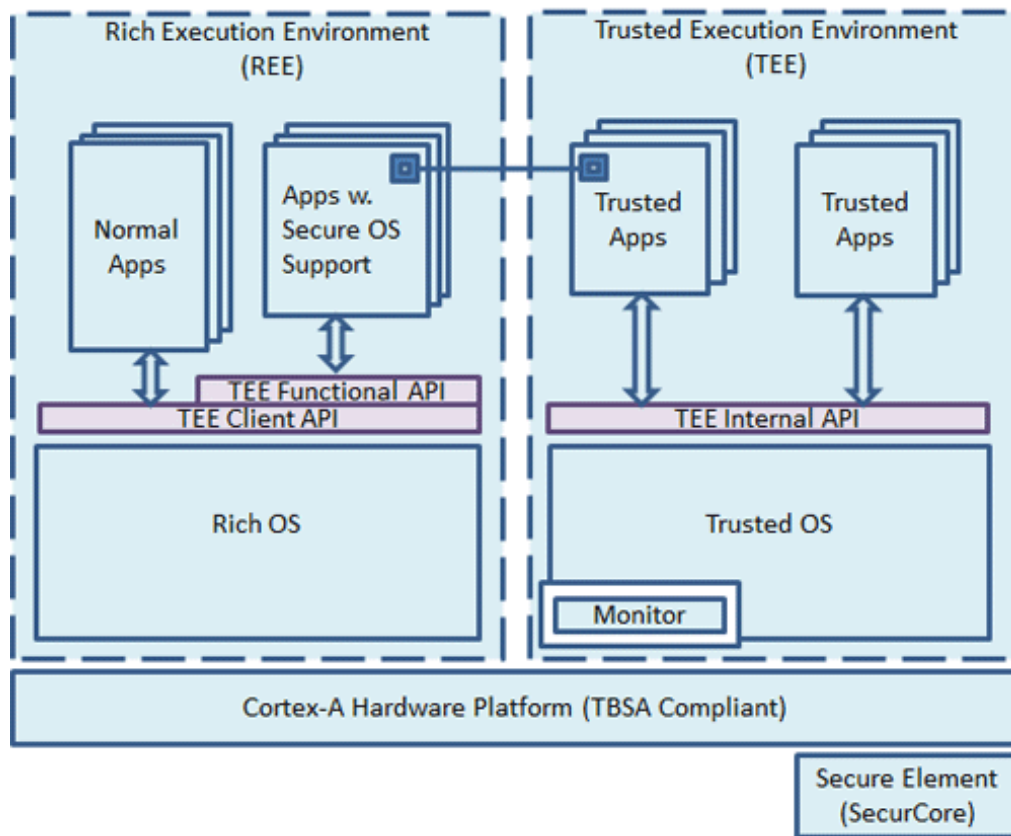 Rich Execution Environment
(REE)
Trusted Execution Environment
(TEE)
Normal
Apps
Apps w.
Secure OS
Support
Trusted
Apps
Trusted
Apps
TEE Functional API
TEE Client API
TEE Internal API
Rich OS
Trusted OS
Monitor
Cortex-A Hardware Platform (TBSA Compliant)
Secure Element
(SecurCore)